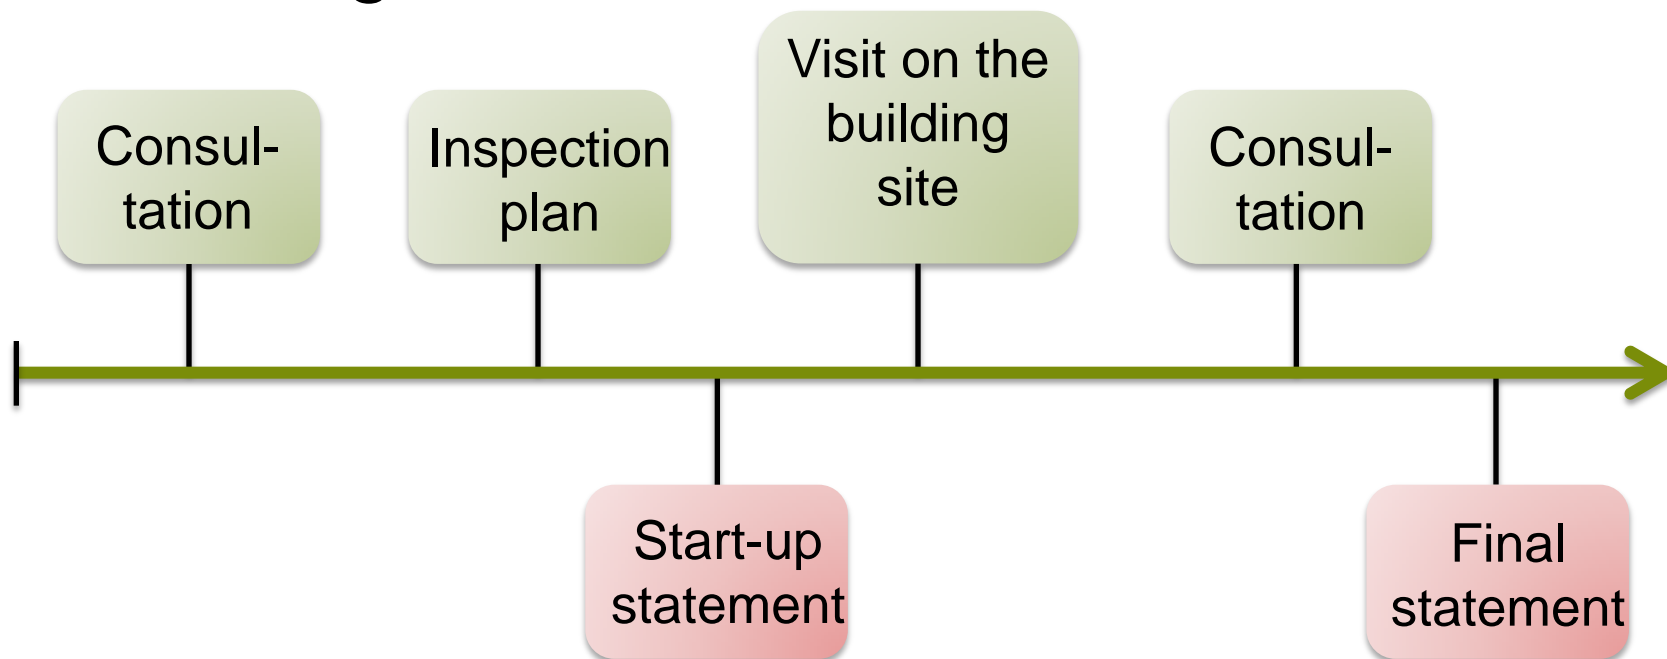 Consul-
tation
Inspection
plan
Visit on the
building
site
Consul-
tation
Start-up
statement
Final
statement